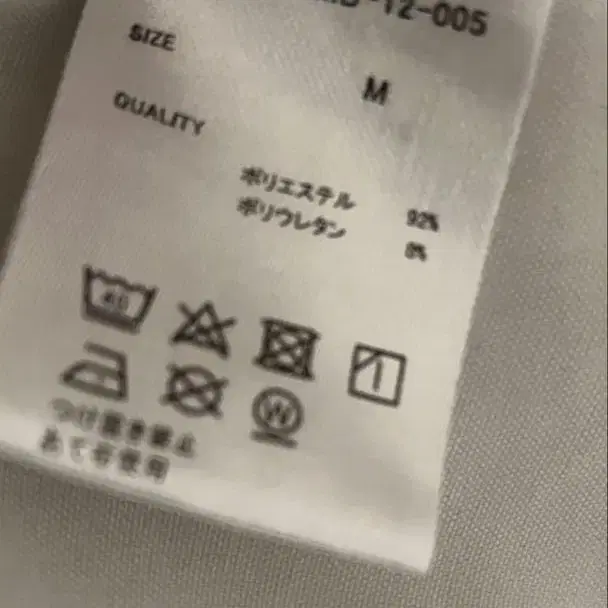 12-005
SIZE
M
QUALITY
ポリエステル 92%
ポリウレタン 8%
40
W
つけ置き禁止
あて布使用